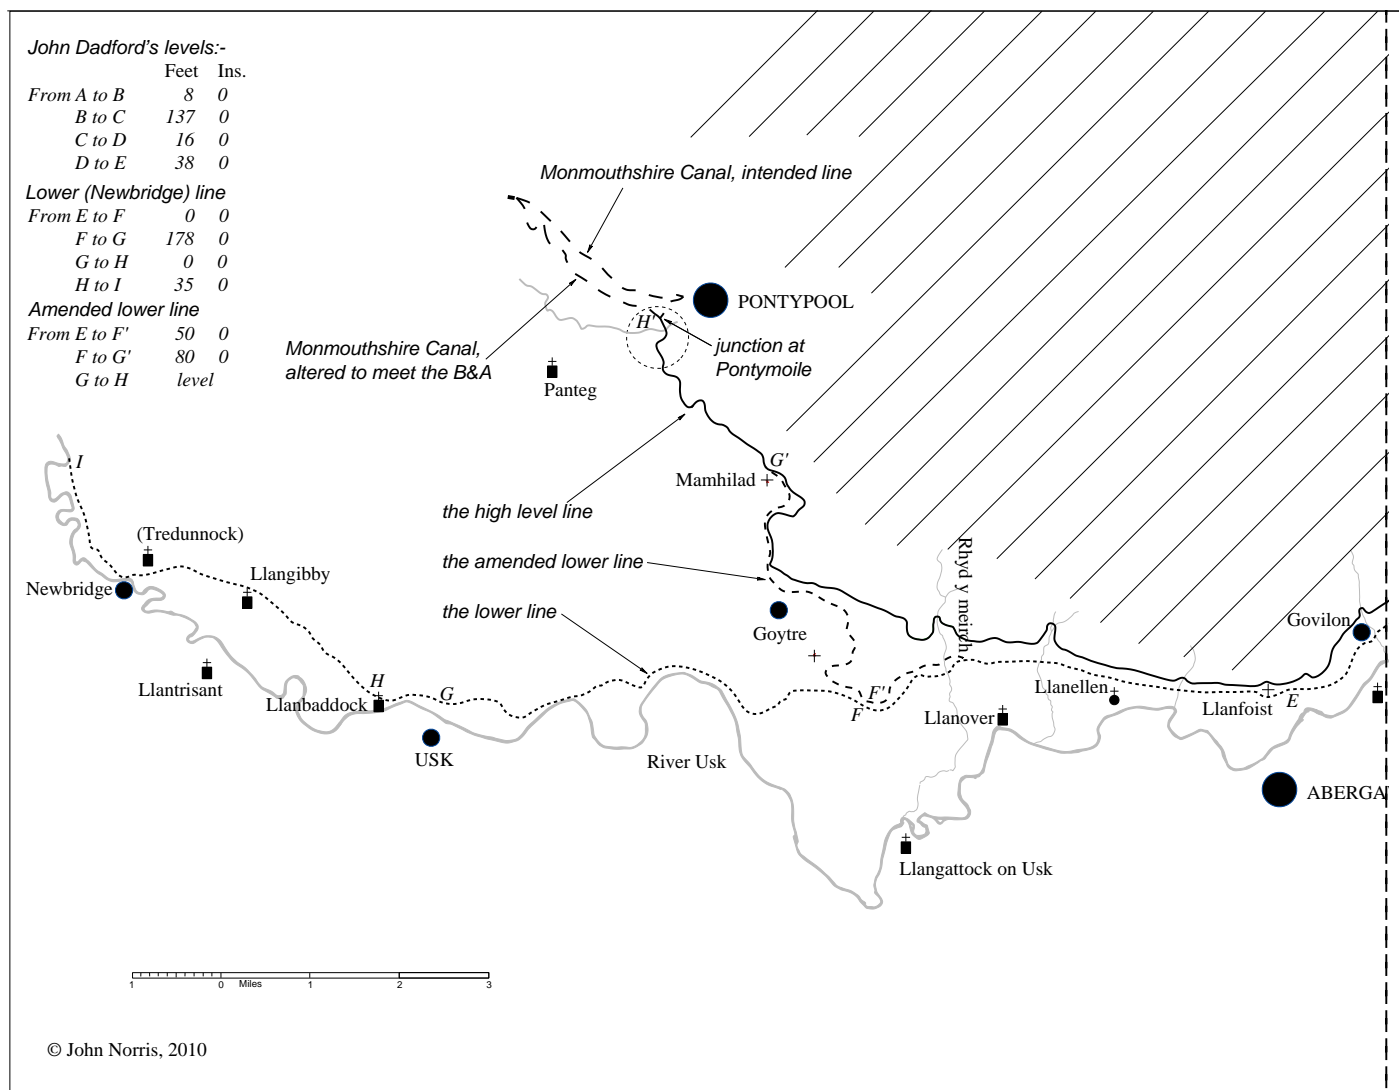 John Dadford's levels:-
Feet Ins.
From A to B 8 0
B to C 137 0
C to D 16 0
D to E 38 0
Lower (Newbridge) line
From E to F 0 0
F to G 178 0
G to H 0 0
H to I 35 0
Amended lower line
From E to F' 50 0
F to G' 80 0
G to H level
Monmouthshire Canal, intended line
PONTYPOOL
H'
junction at
Pontymoile
Monmouthshire Canal,
altered to meet the B&A
Panteg
G'
Mamhilad
I
the high level line
(Tredunnock)
Rhyd y meirch
the amended lower line
Llangibby
Newbridge
the lower line
Goytre
Govilon
Llantrisant
H
G
Llanbaddock
F'
F
Llanellen
Llanover
Llanfoist
E
USK
River Usk
ABERGA
Llangattock on Usk
1 0 Miles 1 2 3
© John Norris, 2010